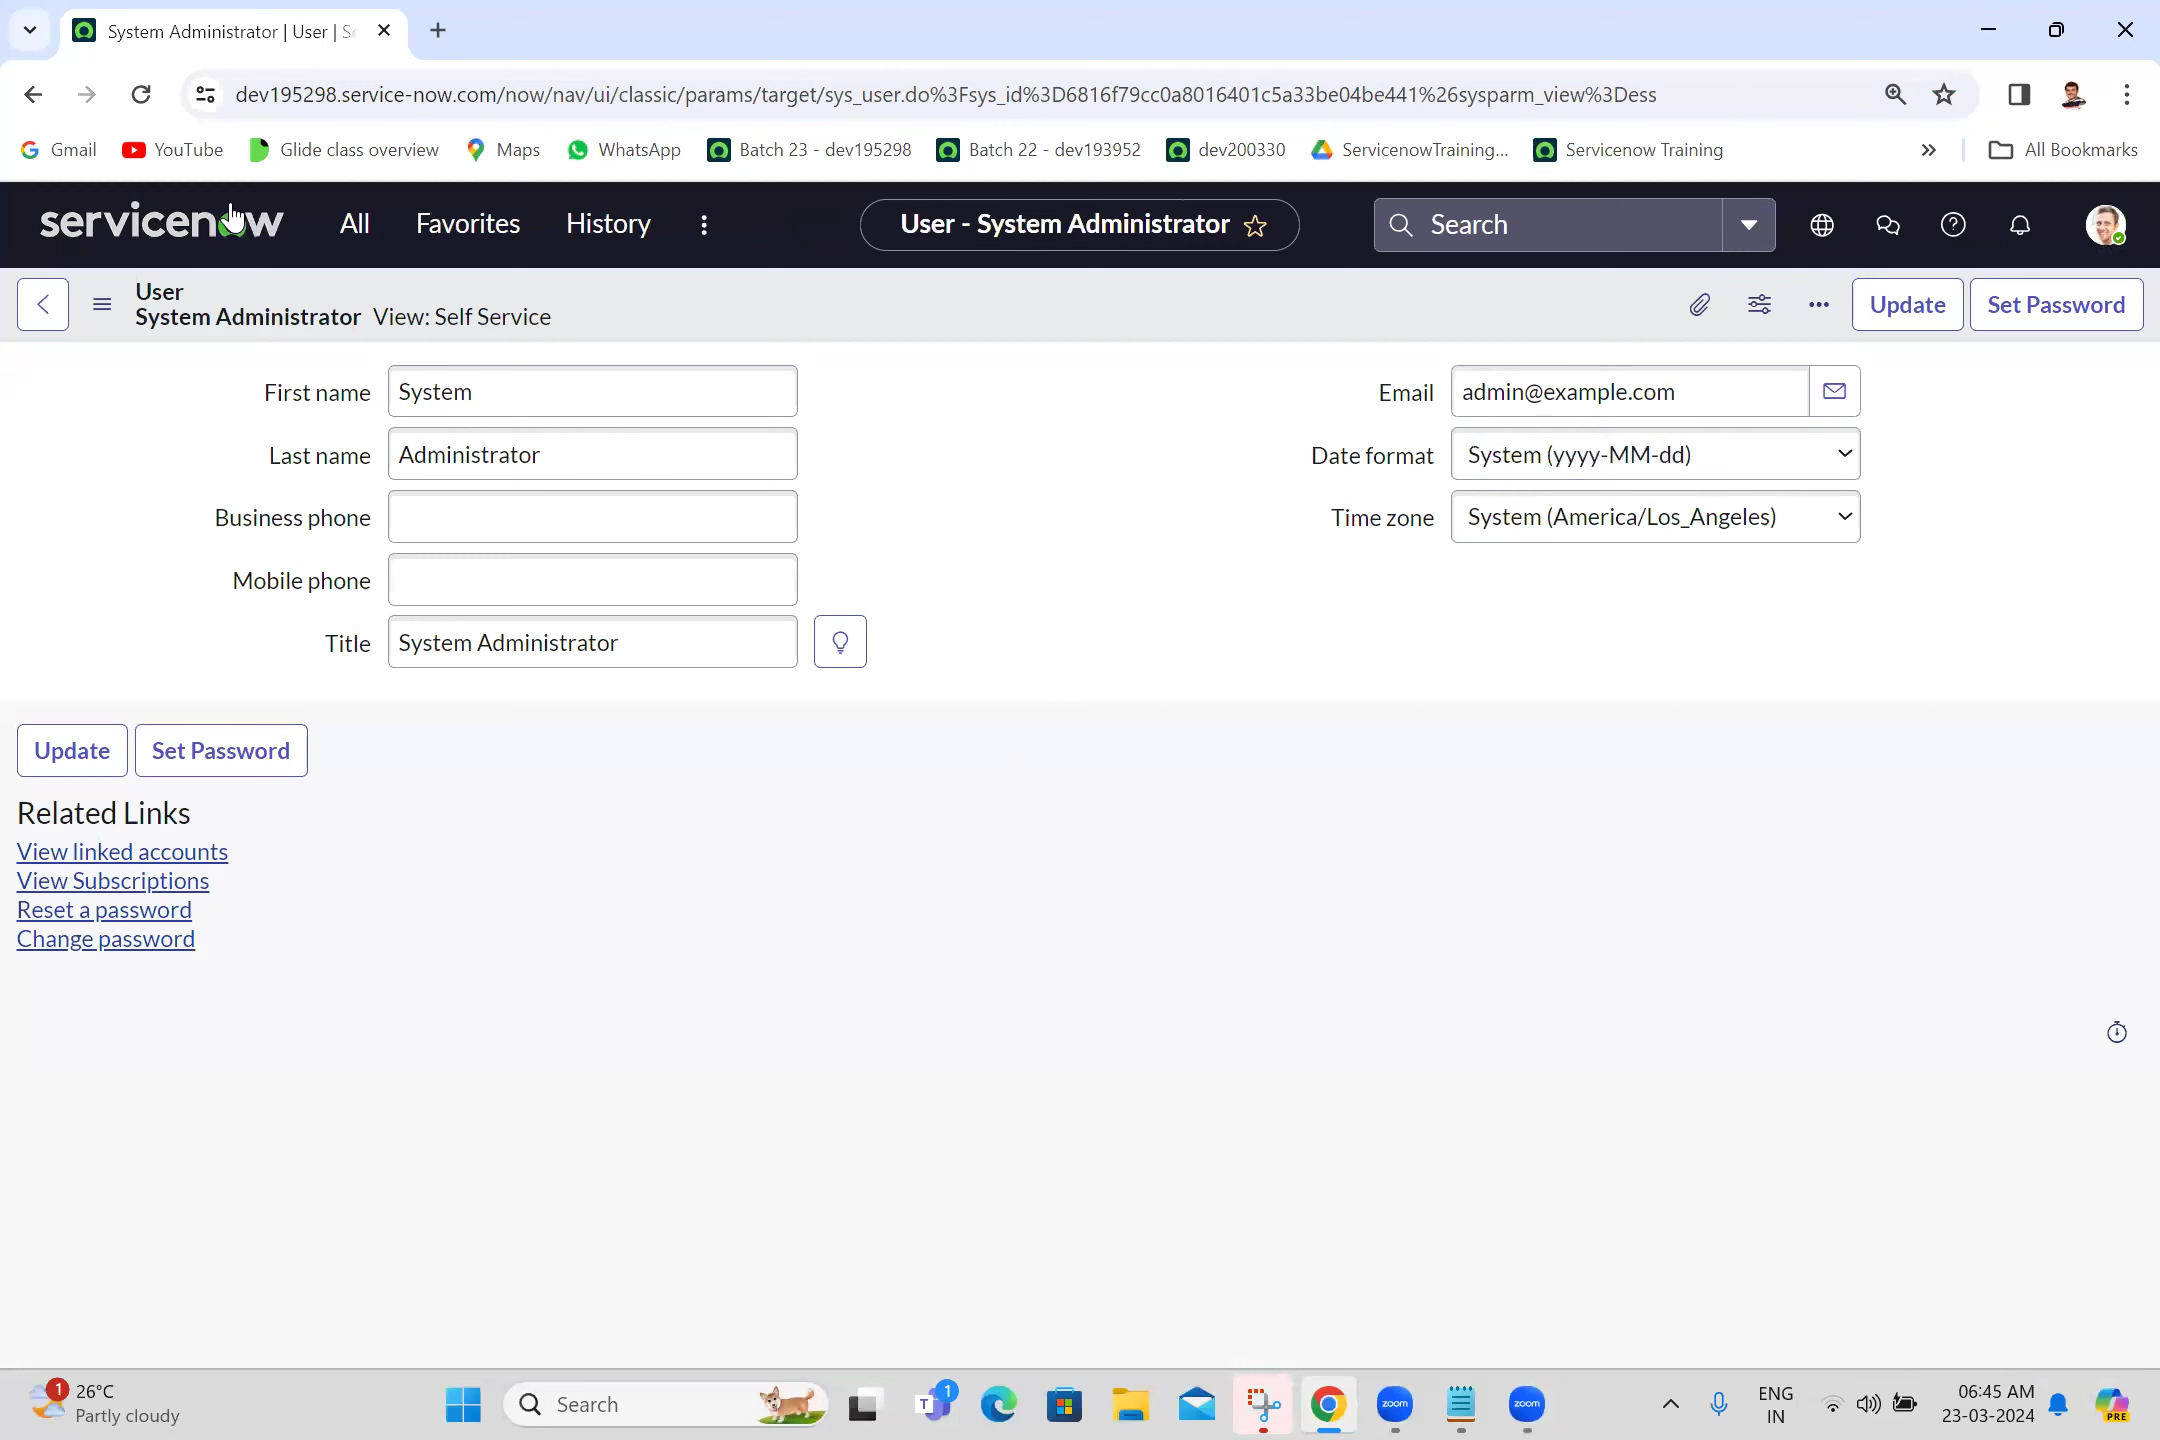 System Administrator | User | S
dev195298.service-now.com/now/nav/ui/classic/params/target/sys_user.do%3Fsys_id%3D6816f79cc0a8016401c5a33be04be441%26sysparm_view%3Dess
Gmail YouTube Glide class overview Maps WhatsApp Batch 23 - dev195298 Batch 22 - dev193952 dev200330 ServicenowTraining... Servicenow Training » All Bookmarks
servicenow All Favorites History User - System Administrator Search
User
System Administrator View: Self Service Update Set Password
First name System Email admin@example.com
Last name Administrator Date format System (yyyy-MM-dd)
Business phone Time zone System (America/Los_Angeles)
Mobile phone
Title System Administrator
Update Set Password
Related Links
View linked accounts
View Subscriptions
Reset a password
Change password
1 26°C Search T 1 zoom zoom ENG 06:45 AM
Partly cloudy IN 23-03-2024 PRE